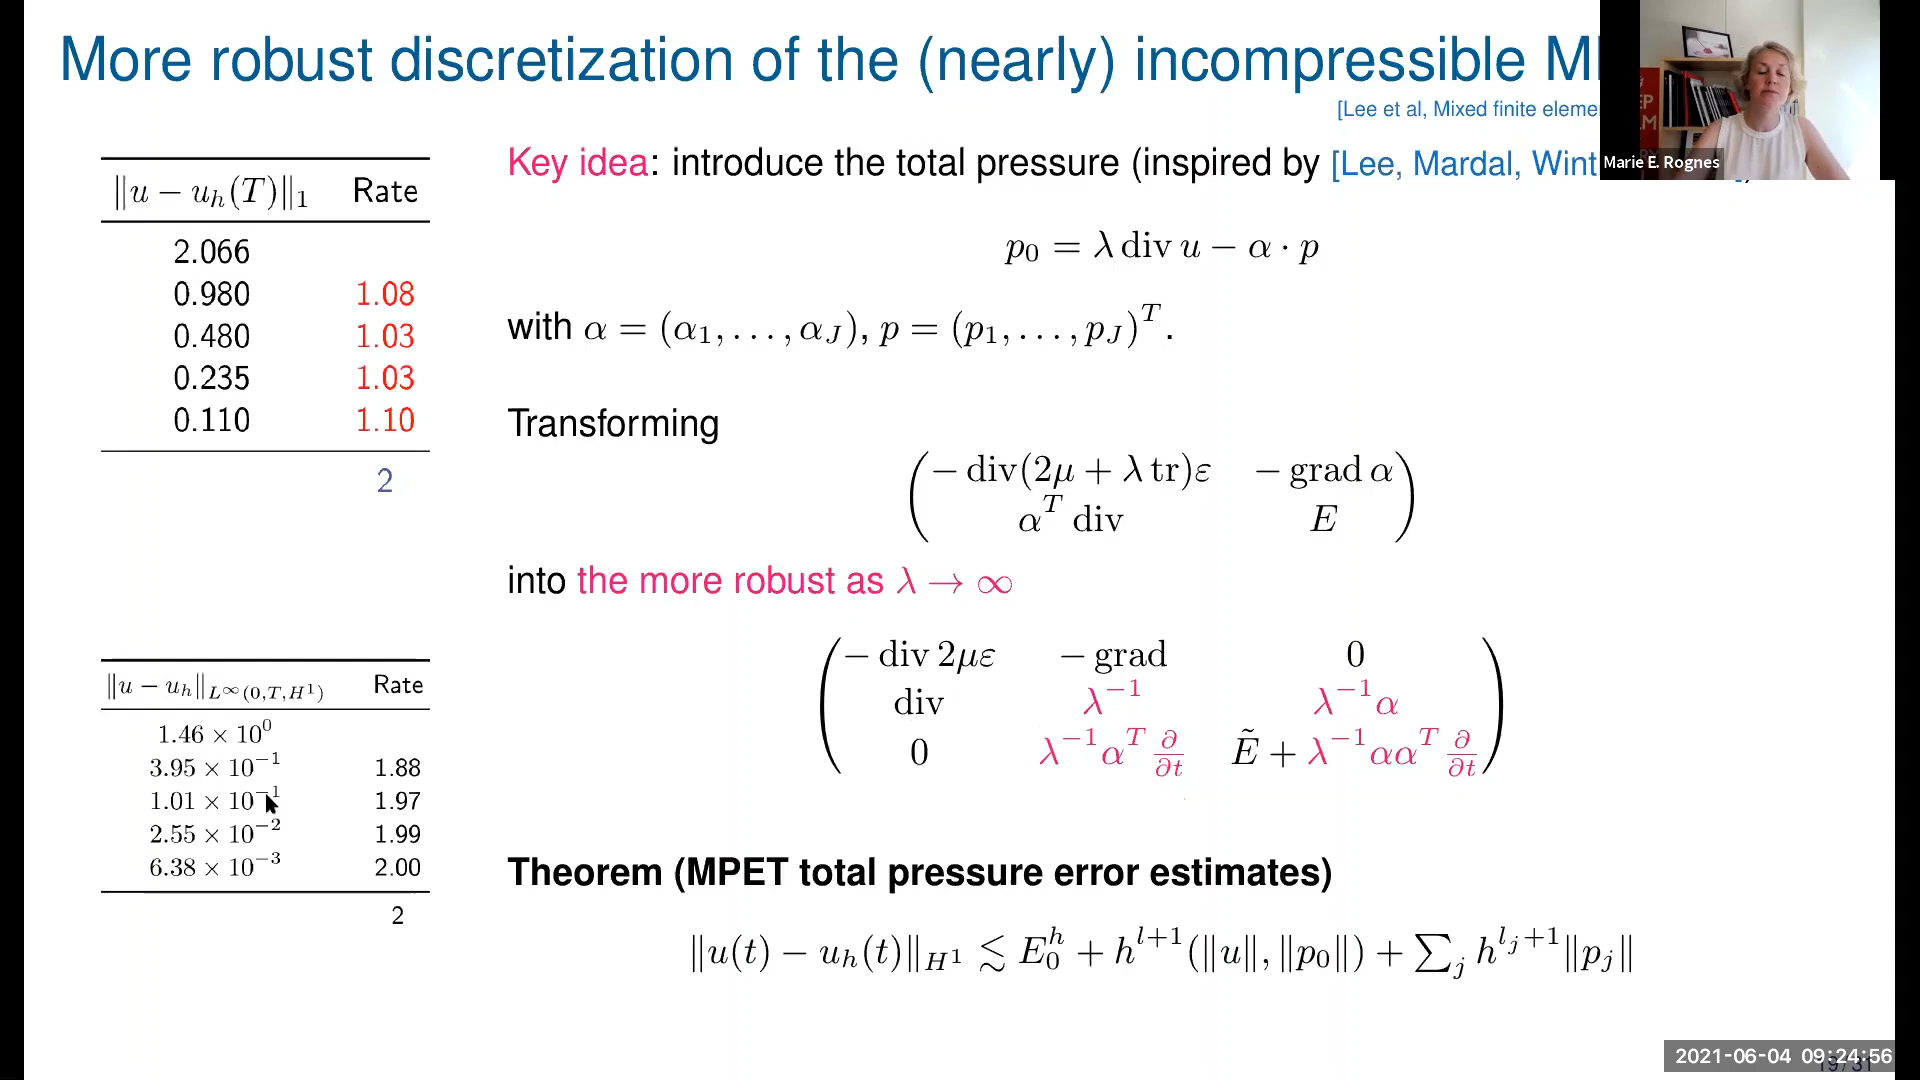 More robust discretization of the (nearly) incompressible
[Lee et al, Mixed finite
Key idea: introduce the total pressure (inspired by [Lee, Mardal,
Marie E. Rognes
p_0 = λ div u − α · p
with α = (α_1, . . . , α_J), p = (p_1, . . . , p_J)^T.
Transforming
( − div(2μ + λ tr)ε − grad α
α^T div E )
into the more robust as λ → ∞
( − div 2με − grad 0
div λ^{−1} λ^{−1}α
0 λ^{−1}α^T ∂/∂t Ẽ + λ^{−1}αα^T ∂/∂t )
Theorem (MPET total pressure error estimates)
‖u(t) − u_h(t)‖_{H^1} ≲ E_0^h + h^{l+1}(‖u‖, ‖p_0‖) + ∑_j h^{l_j+1}‖p_j‖
‖u − u_h(T)‖_1 Rate
2.066
0.980 1.08
0.480 1.03
0.235 1.03
0.110 1.10
2
‖u − u_h‖_{L^∞(0,T,H^1)} Rate
1.46 × 10^0
3.95 × 10^{−1} 1.88
1.01 × 10^{−1} 1.97
2.55 × 10^{−2} 1.99
6.38 × 10^{−3} 2.00
2
2021-06-04 09:24:56